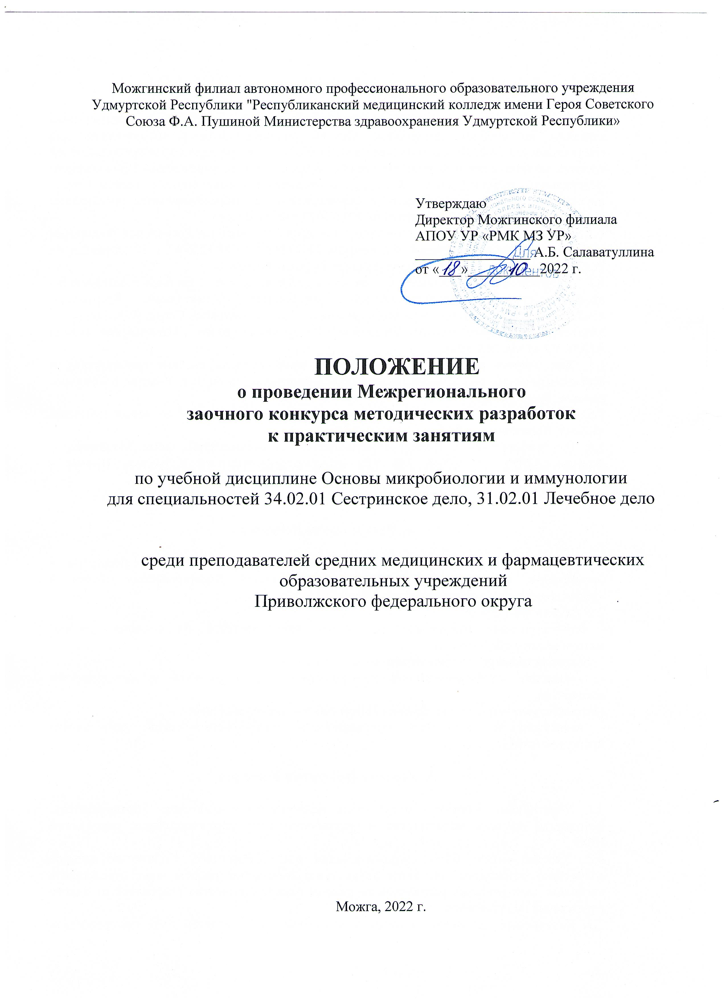 Можгинский филиал автономного профессионального образовательного учреждения
Удмуртской Республики "Республиканский медицинский колледж имени Героя Советского
Союза Ф.А. Пушиной Министерства здравоохранения Удмуртской Республики»
Утверждаю
Директор Можгинского филиала
АПОУ УР «РМК МЗ УР»
Для
А.Б. Салаватуллина
от «18» 10 2022 г.
документов
ПОЛОЖЕНИЕ
о проведении Межрегионального
заочного конкурса методических разработок
к практическим занятиям
по учебной дисциплине Основы микробиологии и иммунологии
для специальностей 34.02.01 Сестринское дело, 31.02.01 Лечебное дело
среди преподавателей средних медицинских и фармацевтических
образовательных учреждений
Приволжского федерального округа
Можга, 2022 г.